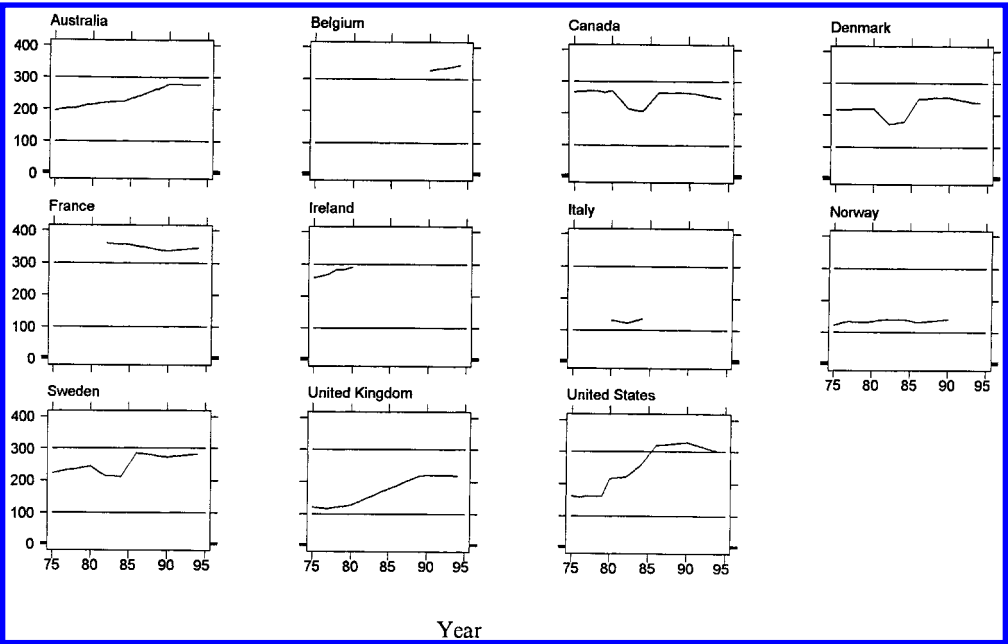 Australia
Belgium
Canada
Denmark
400
300
200
100
0
France
Ireland
Italy
Norway
400
300
200
100
0
75 80 85 90 95
Sweden
United Kingdom
United States
400
300
200
100
0
75 80 85 90 95
75 80 85 90 95
75 80 85 90 95
Year